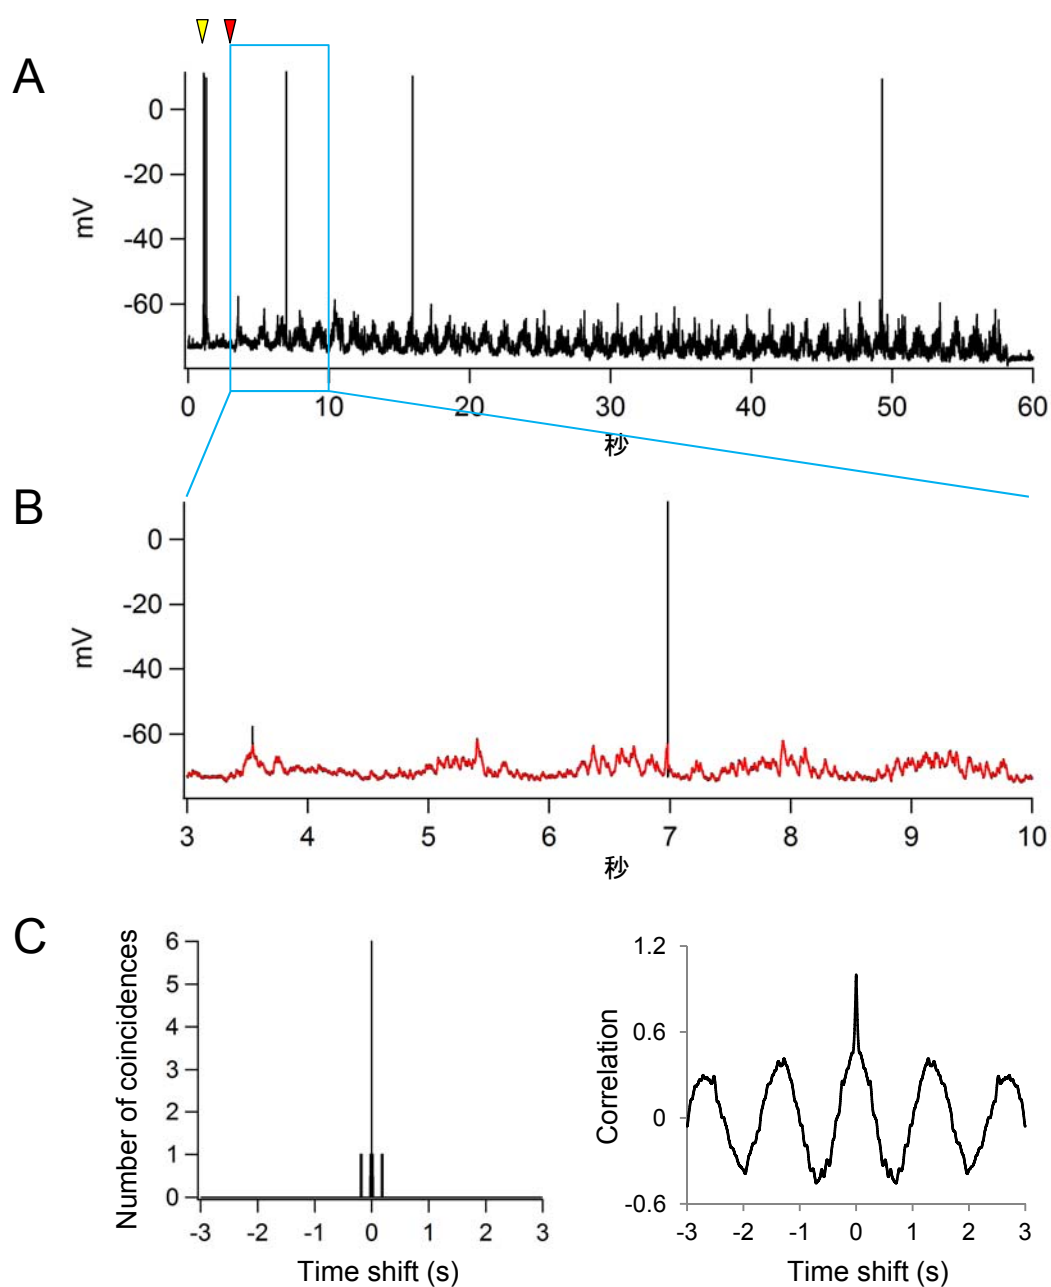 A
0
-20
-40
-60
mV
0 10 20 30 40 50 60
秒
B
0
-20
-40
-60
mV
3 4 5 6 7 8 9 10
秒
C
6
5
4
3
2
1
0
Number of coincidences
-3 -2 -1 0 1 2 3
Time shift (s)
1.2
0.6
0
-0.6
Correlation
-3 -2 -1 0 1 2 3
Time shift (s)